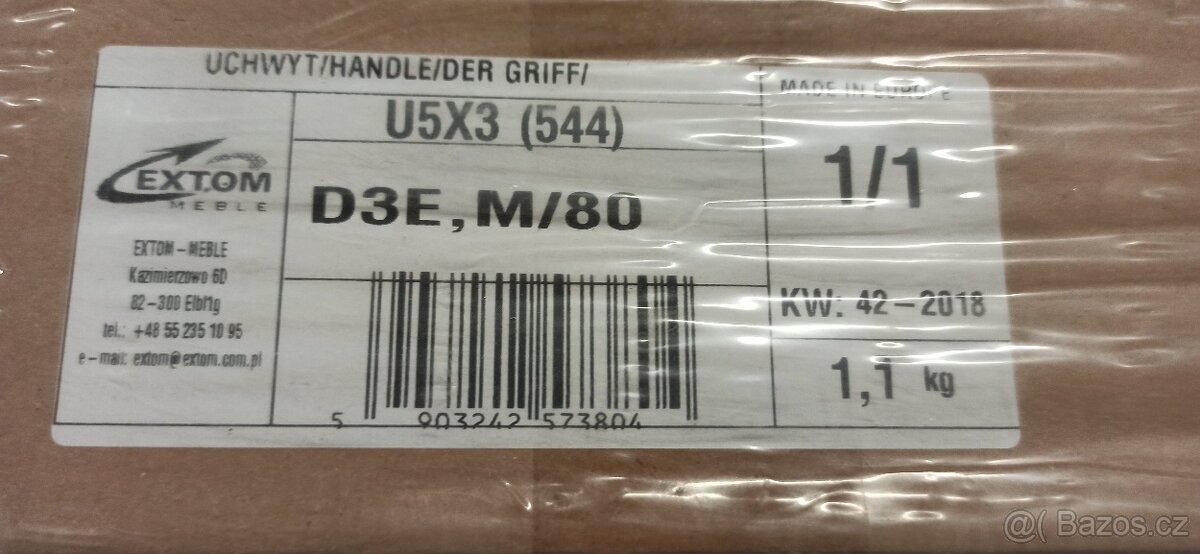 UCHWYT/HANDLE/DER GRIFF/
MADE IN EUROPE
U5X3 (544)
EXTOM
MEBLE
D3E, M/80
1/1
EXTOM-MEBLE
Kazimierzowo 6D
82-300 Elbl1g
tel.: +48 55 235 10 95
e-mail: extom@extom.com.pl
KW: 42-2018
1,1 kg
5 903242 573804
@( Bazos.cz